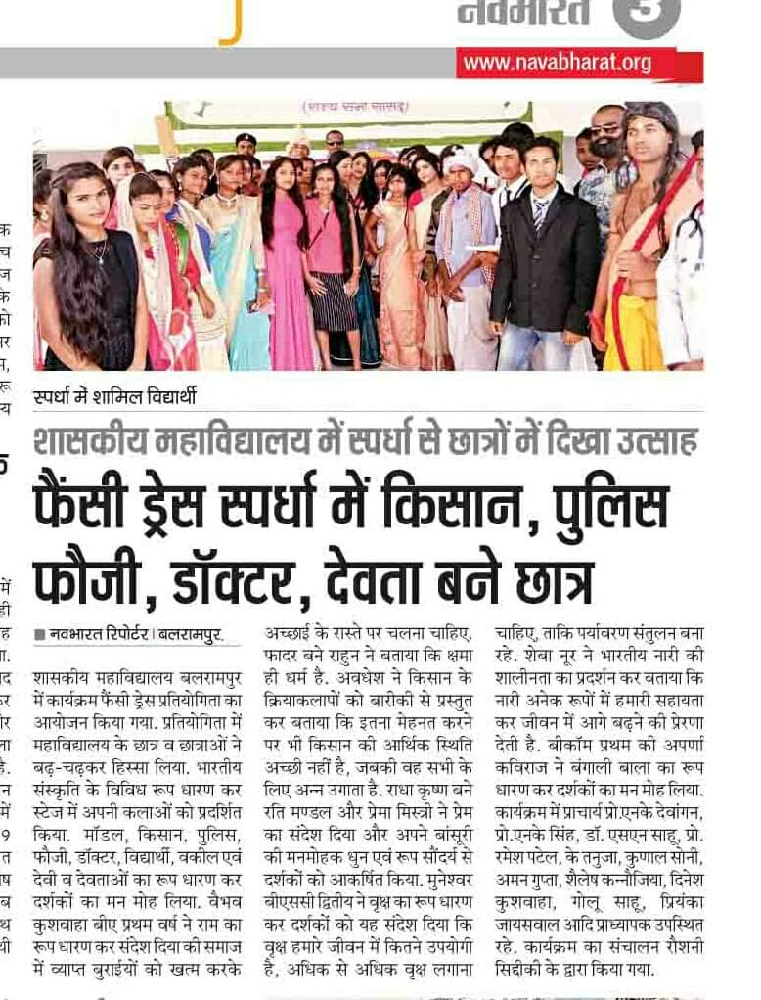 नवभारत 3
www.navabharat.org
(राज्य सभा सांसद)
स्पर्धा में शामिल विद्यार्थी
शासकीय महाविद्यालय में स्पर्धा से छात्रों में दिखा उत्साह
फैंसी ड्रेस स्पर्धा में किसान, पुलिस
फौजी, डॉक्टर, देवता बने छात्र
■ नवभारत रिपोर्टर। बलरामपुर.
शासकीय महाविद्यालय बलरामपुर
में कार्यक्रम फैंसी ड्रेस प्रतियोगिता का
आयोजन किया गया. प्रतियोगिता में
महाविद्यालय के छात्र व छात्राओं ने
बढ़-चढ़कर हिस्सा लिया. भारतीय
संस्कृति के विविध रूप धारण कर
स्टेज में अपनी कलाओं को प्रदर्शित
किया. मॉडल, किसान, पुलिस,
फौजी, डॉक्टर, विद्यार्थी, वकील एवं
देवी व देवताओं का रूप धारण कर
दर्शकों का मन मोह लिया. वैभव
कुशवाहा बीए प्रथम वर्ष ने राम का
रूप धारण कर संदेश दिया की समाज
में व्याप्त बुराईयों को खत्म करके
अच्छाई के रास्ते पर चलना चाहिए.
फादर बने राहुन ने बताया कि क्षमा
ही धर्म है. अवधेश ने किसान के
क्रियाकलापों को बारीकी से प्रस्तुत
कर बताया कि इतना मेहनत करने
पर भी किसान की आर्थिक स्थिति
अच्छी नहीं है, जबकी वह सभी के
लिए अन्न उगाता है. राधा कृष्ण बने
रति मण्डल और प्रेमा मिस्त्री ने प्रेम
का संदेश दिया और अपने बांसूरी
की मनमोहक धुन एवं रूप सौंदर्य से
दर्शकों को आकर्षित किया. मुनेश्वर
बीएससी द्वितीय ने वृक्ष का रूप धारण
कर दर्शकों को यह संदेश दिया कि
वृक्ष हमारे जीवन में कितने उपयोगी
है, अधिक से अधिक वृक्ष लगाना
चाहिए, ताकि पर्यावरण संतुलन बना
रहे. शेबा नूर ने भारतीय नारी की
शालीनता का प्रदर्शन कर बताया कि
नारी अनेक रूपों में हमारी सहायता
कर जीवन में आगे बढ़ने की प्रेरणा
देती है. बीकॉम प्रथम की अपर्णा
कविराज ने बंगाली बाला का रूप
धारण कर दर्शकों का मन मोह लिया.
कार्यक्रम में प्राचार्य प्रो.एनके देवांगन,
प्रो.एनके सिंह, डॉ. एसएन साहू, प्रो.
रमेश पटेल, के तनुजा, कुणाल सोनी,
अमन गुप्ता, शैलेष कन्नौजिया, दिनेश
कुशवाहा, गोलू साहू, प्रियंका
जायसवाल आदि प्राध्यापक उपस्थित
रहे. कार्यक्रम का संचालन रौशनी
सिद्दीकी के द्वारा किया गया.